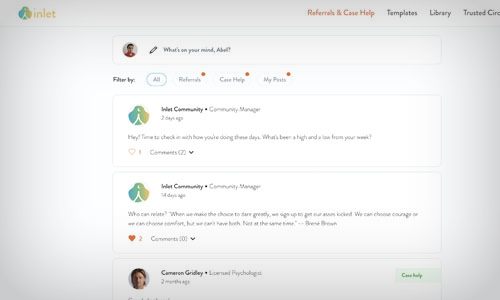 inlet
Referrals & Case Help Templates Library Trusted Circ
What's on your mind, Abel?
Filter by: All Referrals Case Help My Posts
Inlet Community • Community Manager
2 days ago
Hey! Time to check in with how you're doing these days. What's been a high and a low from your week?
1 Comments (2)
Inlet Community • Community Manager
14 days ago
Who can relate? "When we make the choice to dare greatly, we sign up to get our asses kicked. We can choose courage or
we can choose comfort, but we can't have both. Not at the same time." -- Brené Brown
2 Comments (0)
Cameron Gridley • Licensed Psychologist
2 months ago
Case help